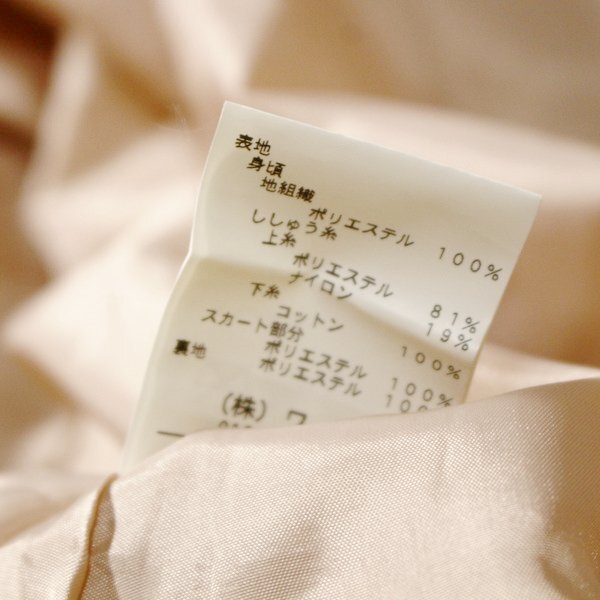 表地
身頃
地組織
ポリエステル 100%
ししゅう糸
上糸
ポリエステル 81%
ナイロン 19%
下糸
コットン 100%
スカート部分
ポリエステル 100%
裏地 ポリエステル 100%
(株) ワ